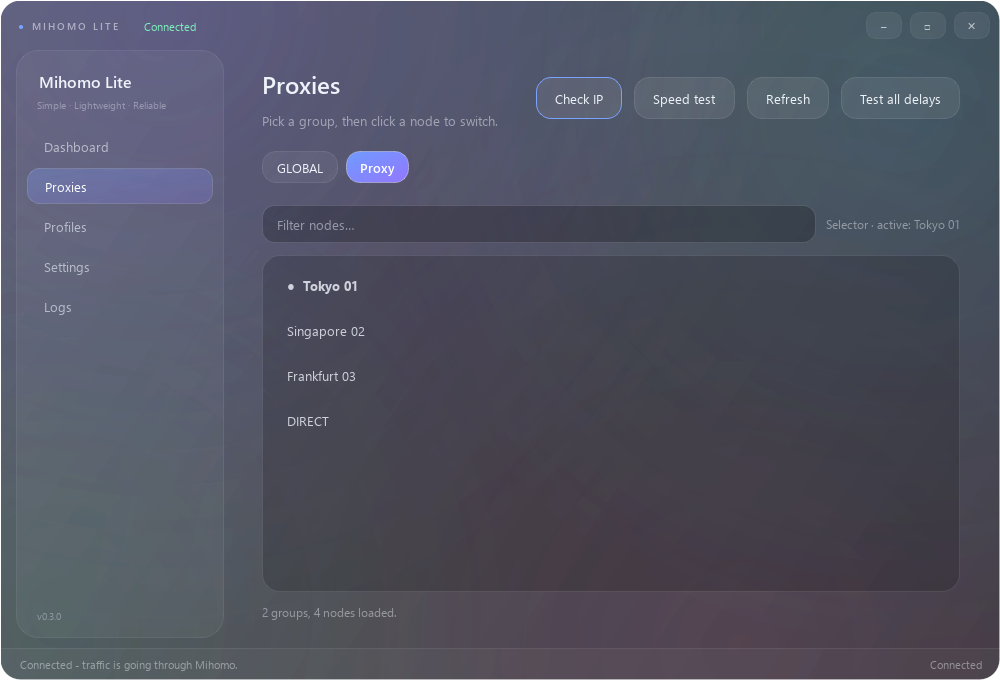 MIHOMO LITE Connected
Mihomo Lite
Simple · Lightweight · Reliable
Dashboard
Proxies
Profiles
Settings
Logs
v0.3.0
Proxies
Pick a group, then click a node to switch.
Check IP Speed test Refresh Test all delays
GLOBAL Proxy
Filter nodes...
Selector · active: Tokyo 01
● Tokyo 01
Singapore 02
Frankfurt 03
DIRECT
2 groups, 4 nodes loaded.
Connected - traffic is going through Mihomo. Connected